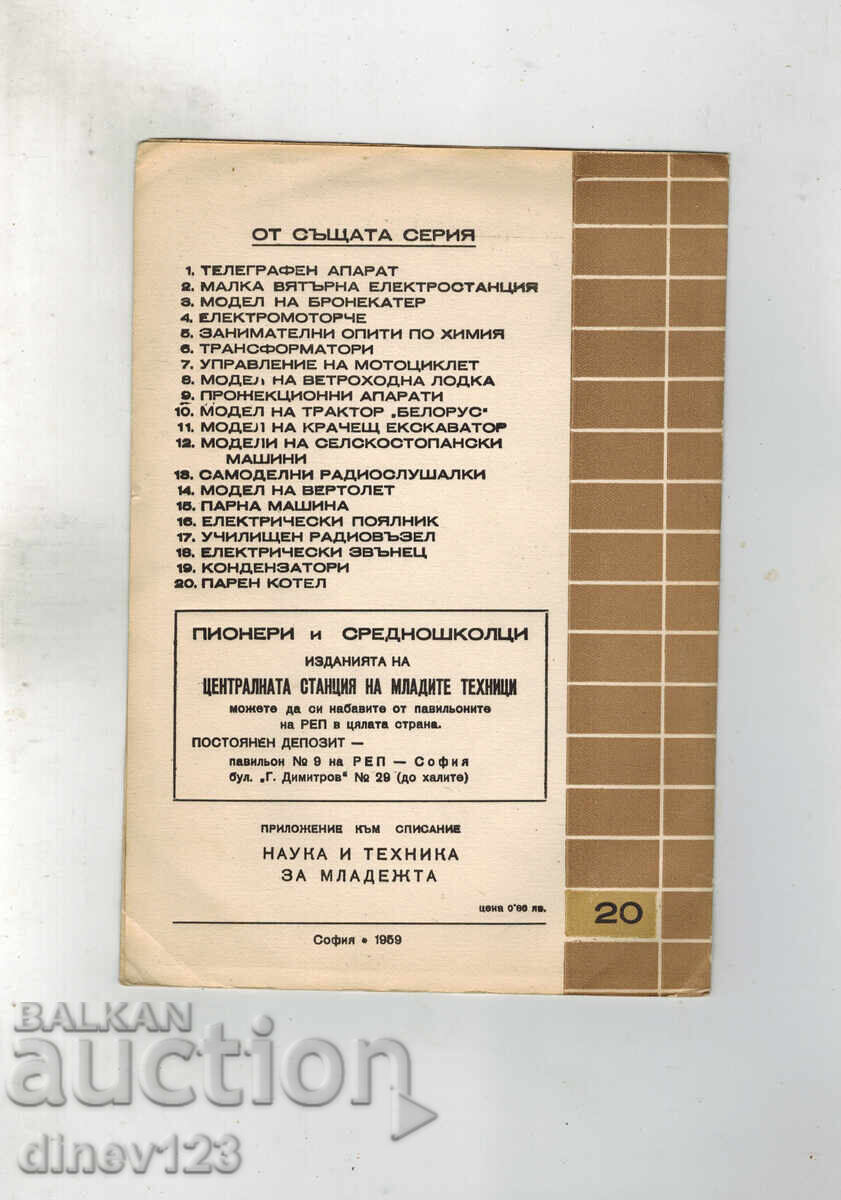 ОТ СЪЩАТА СЕРИЯ
1. ТЕЛЕГРАФЕН АПАРАТ
2. МАЛКА ВЯТЪРНА ЕЛЕКТРОСТАНЦИЯ
3. МОДЕЛ НА БРОНЕКАТЕР
4. ЕЛЕКТРОМОТОРЧЕ
5. ЗАНИМАТЕЛНИ ОПИТИ ПО ХИМИЯ
6. ТРАНСФОРМАТОРИ
7. УПРАВЛЕНИЕ НА МОТОЦИКЛЕТ
8. МОДЕЛ НА ВЕТРОХОДНА ЛОДКА
9. ПРОЖЕКЦИОННИ АПАРАТИ
10. МОДЕЛ НА ТРАКТОР „БЕЛОРУС“
11. МОДЕЛ НА КРАЧЕЩ ЕКСКАВАТОР
12. МОДЕЛИ НА СЕЛСКОСТОПАНСКИ
МАШИНИ
13. САМОДЕЛНИ РАДИОСЛУШАЛКИ
14. МОДЕЛ НА ВЕРТОЛЕТ
15. ПАРНА МАШИНА
16. ЕЛЕКТРИЧЕСКИ ПОЯЛНИК
17. УЧИЛИЩЕН РАДИОВЪЗЕЛ
18. ЕЛЕКТРИЧЕСКИ ЗВЪНЕЦ
19. КОНДЕНЗАТОРИ
20. ПАРЕН КОТЕЛ
ПИОНЕРИ и СРЕДНОШКОЛЦИ
ИЗДАНИЯТА НА
ЦЕНТРАЛНАТА СТАНЦИЯ НА МЛАДИТЕ ТЕХНИЦИ
можете да си набавите от павильоните
на РЕП в цялата страна.
ПОСТОЯНЕН ДЕПОЗИТ —
павильон № 9 на РЕП — София
бул. „Г. Димитров“ № 29 (до халите)
ПРИЛОЖЕНИЕ КЪМ СПИСАНИЕ
НАУКА И ТЕХНИКА
ЗА МЛАДЕЖТА
цена 0'86 лв.
20
София • 1959
BALKAN
auction
dinev123